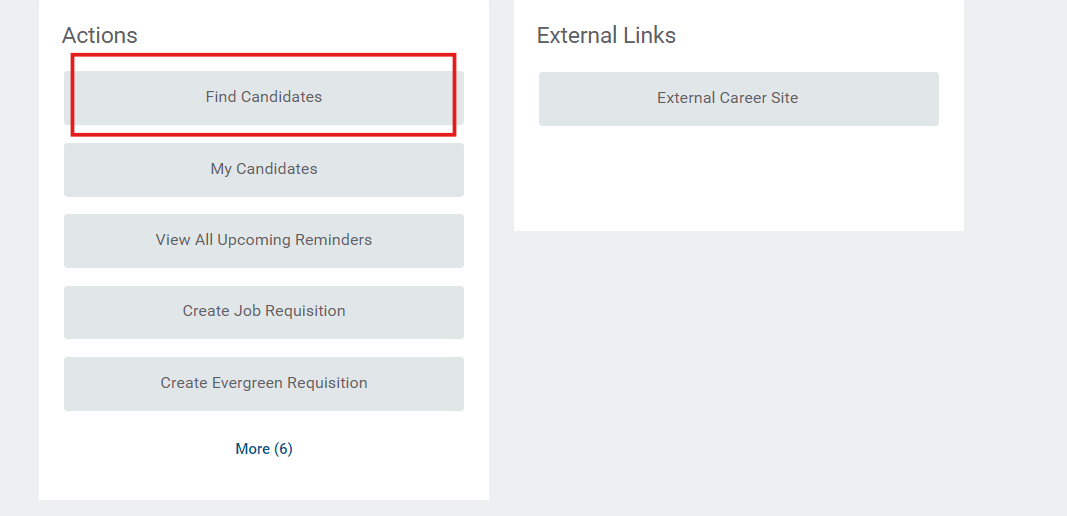 Actions
Find Candidates
My Candidates
View All Upcoming Reminders
Create Job Requisition
Create Evergreen Requisition
More (6)
External Links
External Career Site